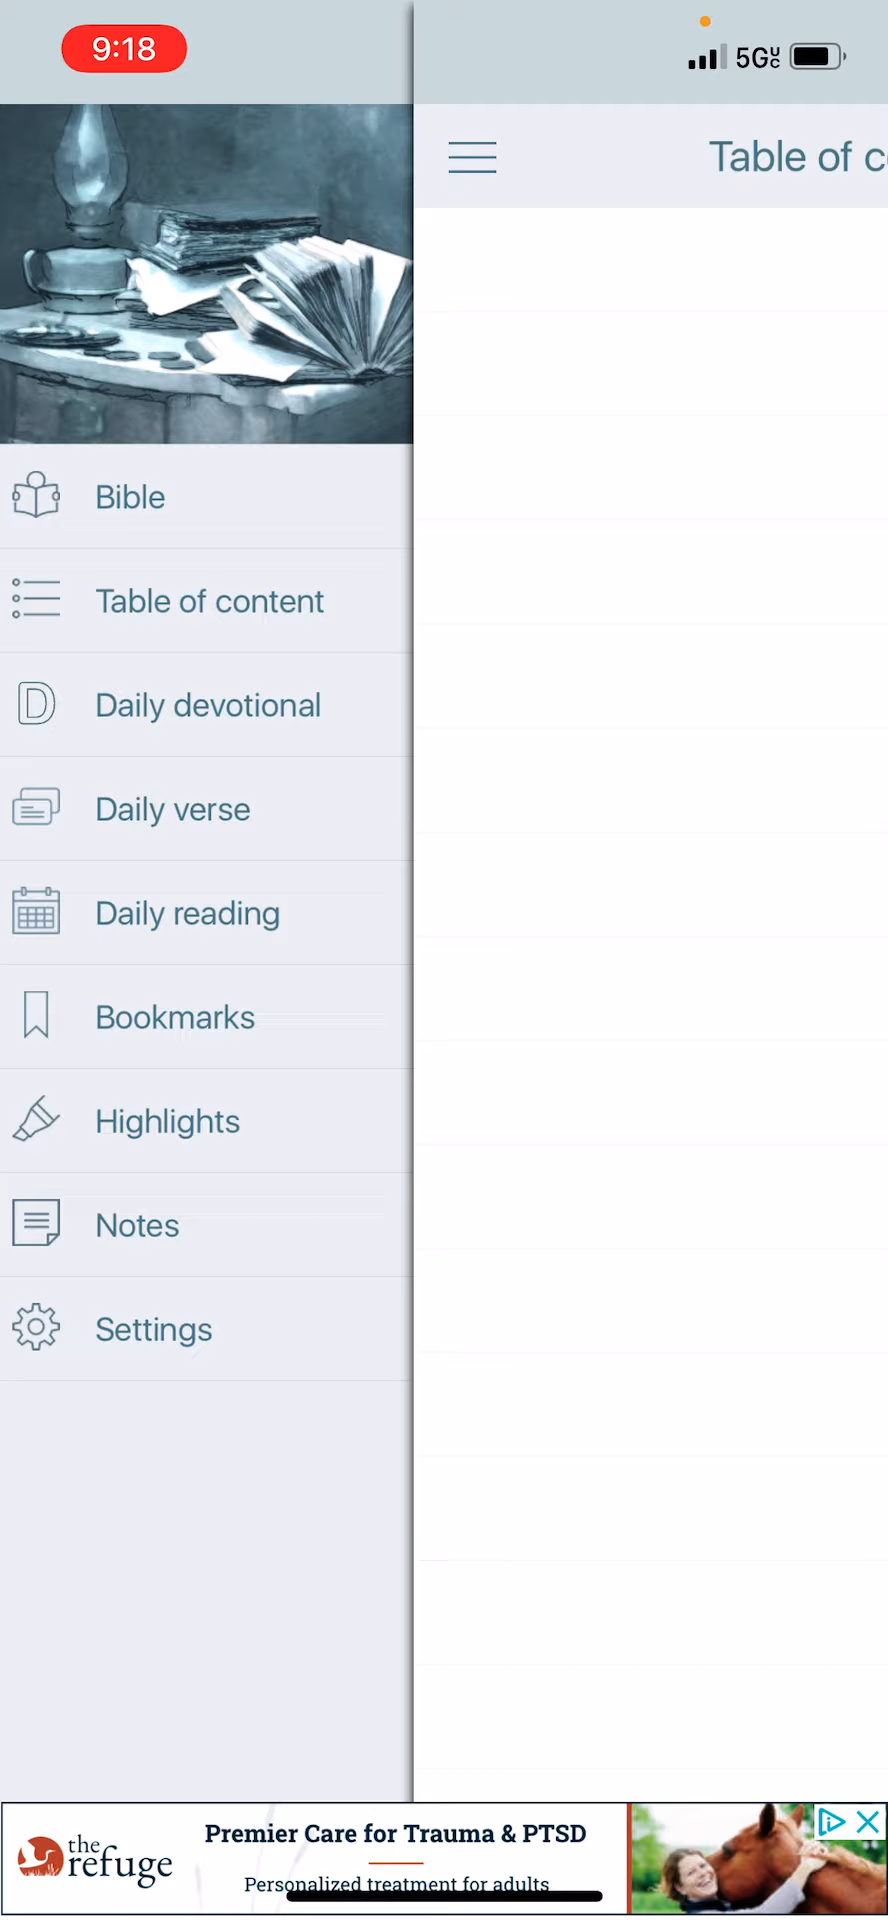 9:18
5G UC
Table of c
Bible
Table of content
Daily devotional
Daily verse
Daily reading
Bookmarks
Highlights
Notes
Settings
the refuge
Premier Care for Trauma & PTSD
Personalized treatment for adults